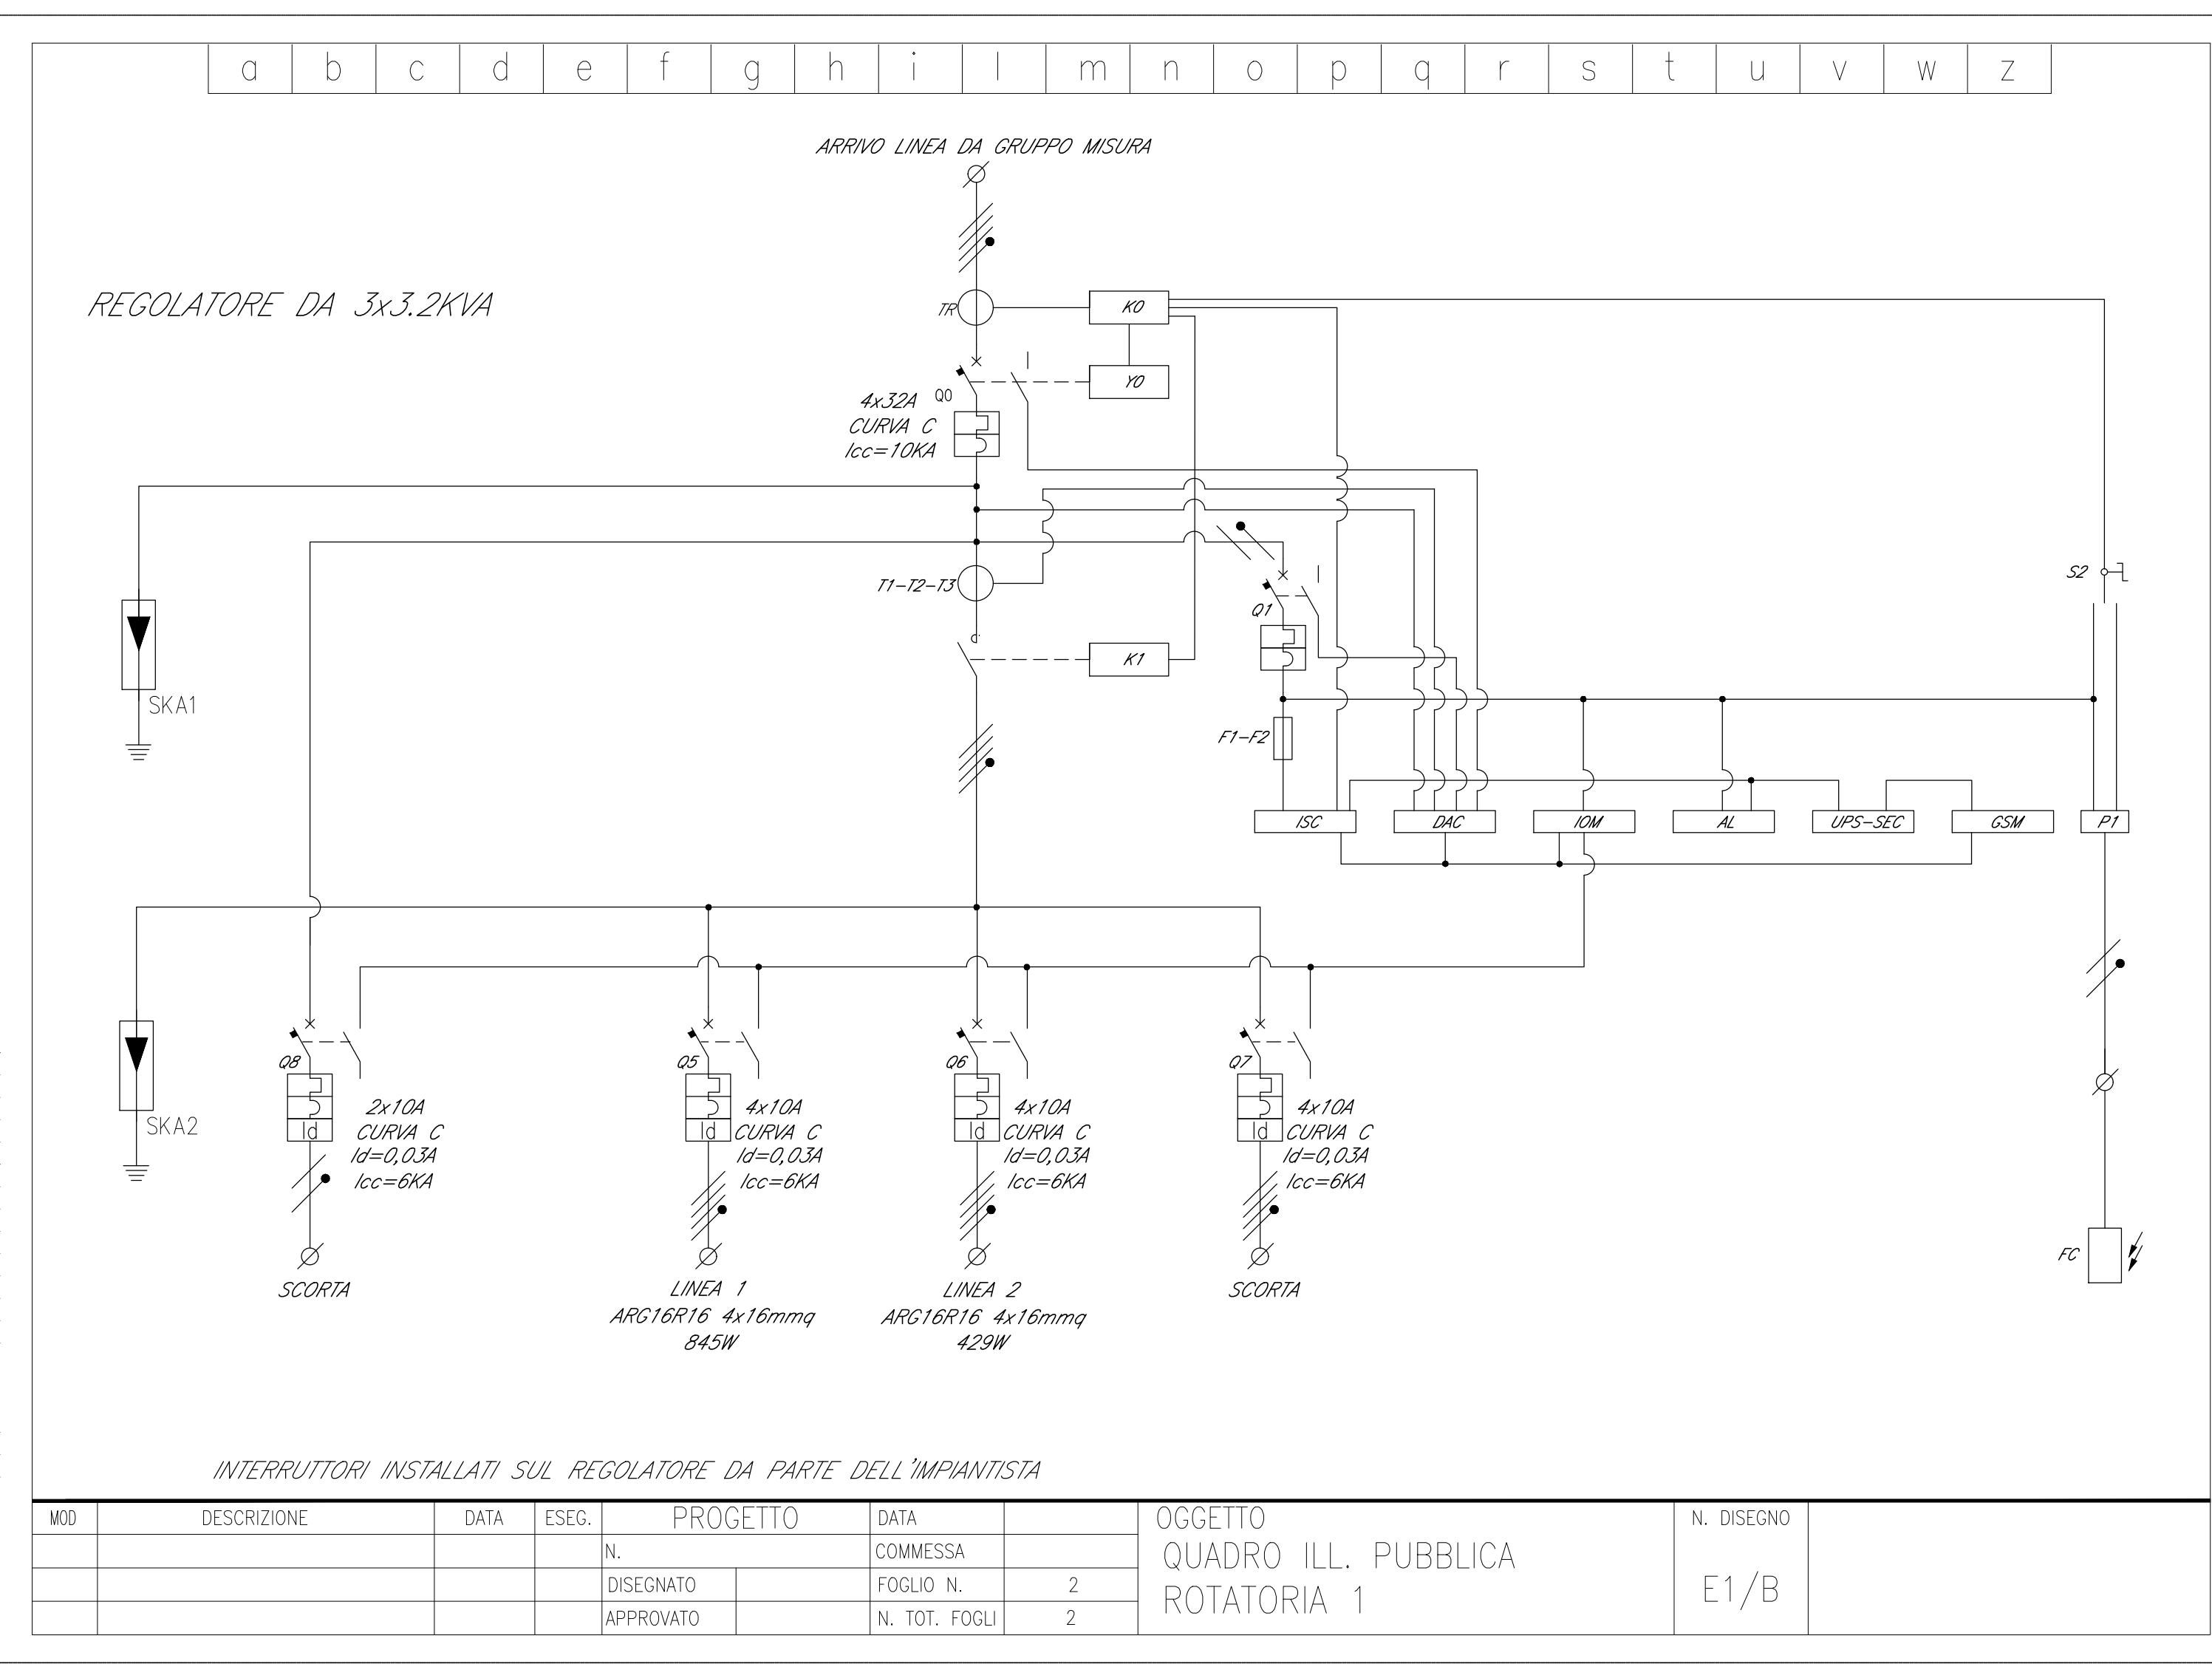 a b c d e f g h i l m n o p q r s t u v w z
ARRIVO LINEA DA GRUPPO MISURA
REGOLATORE DA 3x3.2KVA
TR
K0
Y0
4x32A Q0
CURVA C
Icc=10KA
T1-T2-T3
S2
Q1
K1
SKA1
F1-F2
ISC DAC IOM AL UPS-SEC GSM P1
SKA2
Q8
2x10A
CURVA C
Id
Id=0,03A
Icc=6KA
SCORTA
Q5
4x10A
CURVA C
Id
Id=0,03A
Icc=6KA
LINEA 1
ARG16R16 4x16mmq
845W
Q6
4x10A
CURVA C
Id
Id=0,03A
Icc=6KA
LINEA 2
ARG16R16 4x16mmq
429W
Q7
4x10A
CURVA C
Id
Id=0,03A
Icc=6KA
SCORTA
FC
INTERRUTTORI INSTALLATI SUL REGOLATORE DA PARTE DELL'IMPIANTISTA
MOD DESCRIZIONE DATA ESEG. PROGETTO DATA
N. COMMESSA
DISEGNATO FOGLIO N. 2
APPROVATO N. TOT. FOGLI 2
OGGETTO
QUADRO ILL. PUBBLICA
ROTATORIA 1
N. DISEGNO
E1/B